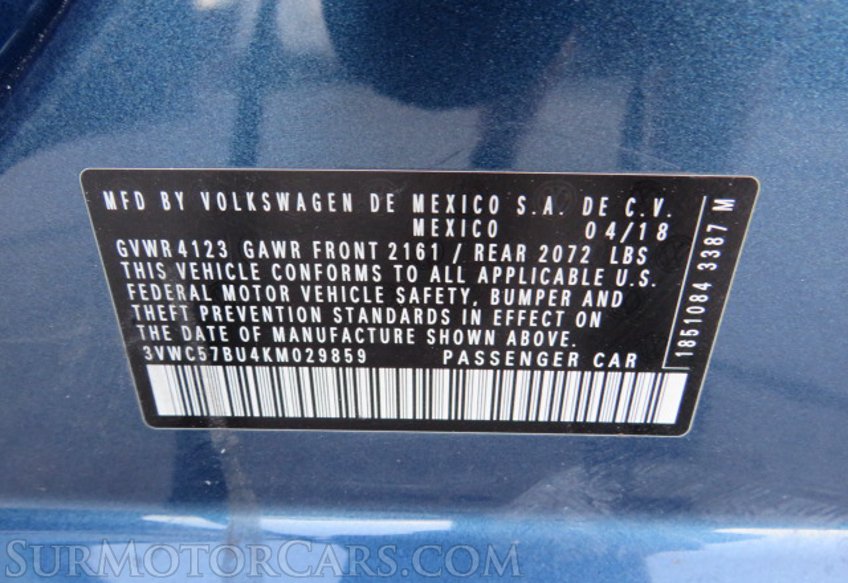 MFD BY VOLKSWAGEN DE MEXICO S.A. DE C.V.
MEXICO 04/18
GVWR 4123 GAWR FRONT 2161 / REAR 2072 LBS
THIS VEHICLE CONFORMS TO ALL APPLICABLE U.S.
FEDERAL MOTOR VEHICLE SAFETY, BUMPER AND
THEFT PREVENTION STANDARDS IN EFFECT ON
THE DATE OF MANUFACTURE SHOWN ABOVE.
3VWC57BU4KM029859 PASSENGER CAR
1851084 3387 M
SURMOTORCARS.COM